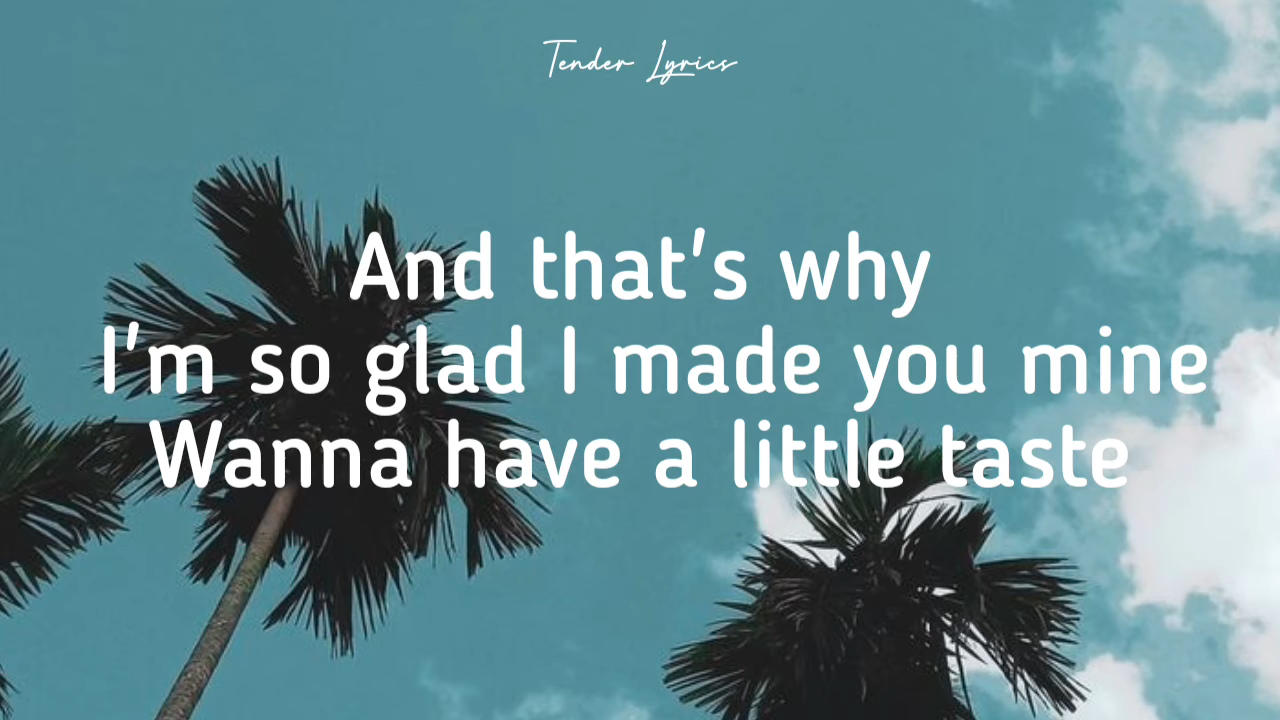 Tender Lyrics
And that's why
I'm so glad I made you mine
Wanna have a little taste